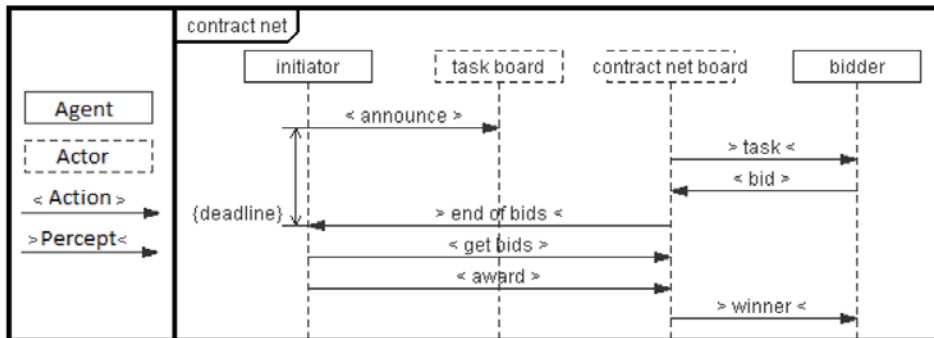 contract net
initiator
task board
contract net board
bidder
Agent
Actor
< Action >
>Percept<
< announce >
> task <
< bid >
{deadline}
> end of bids <
< get bids >
< award >
> winner <